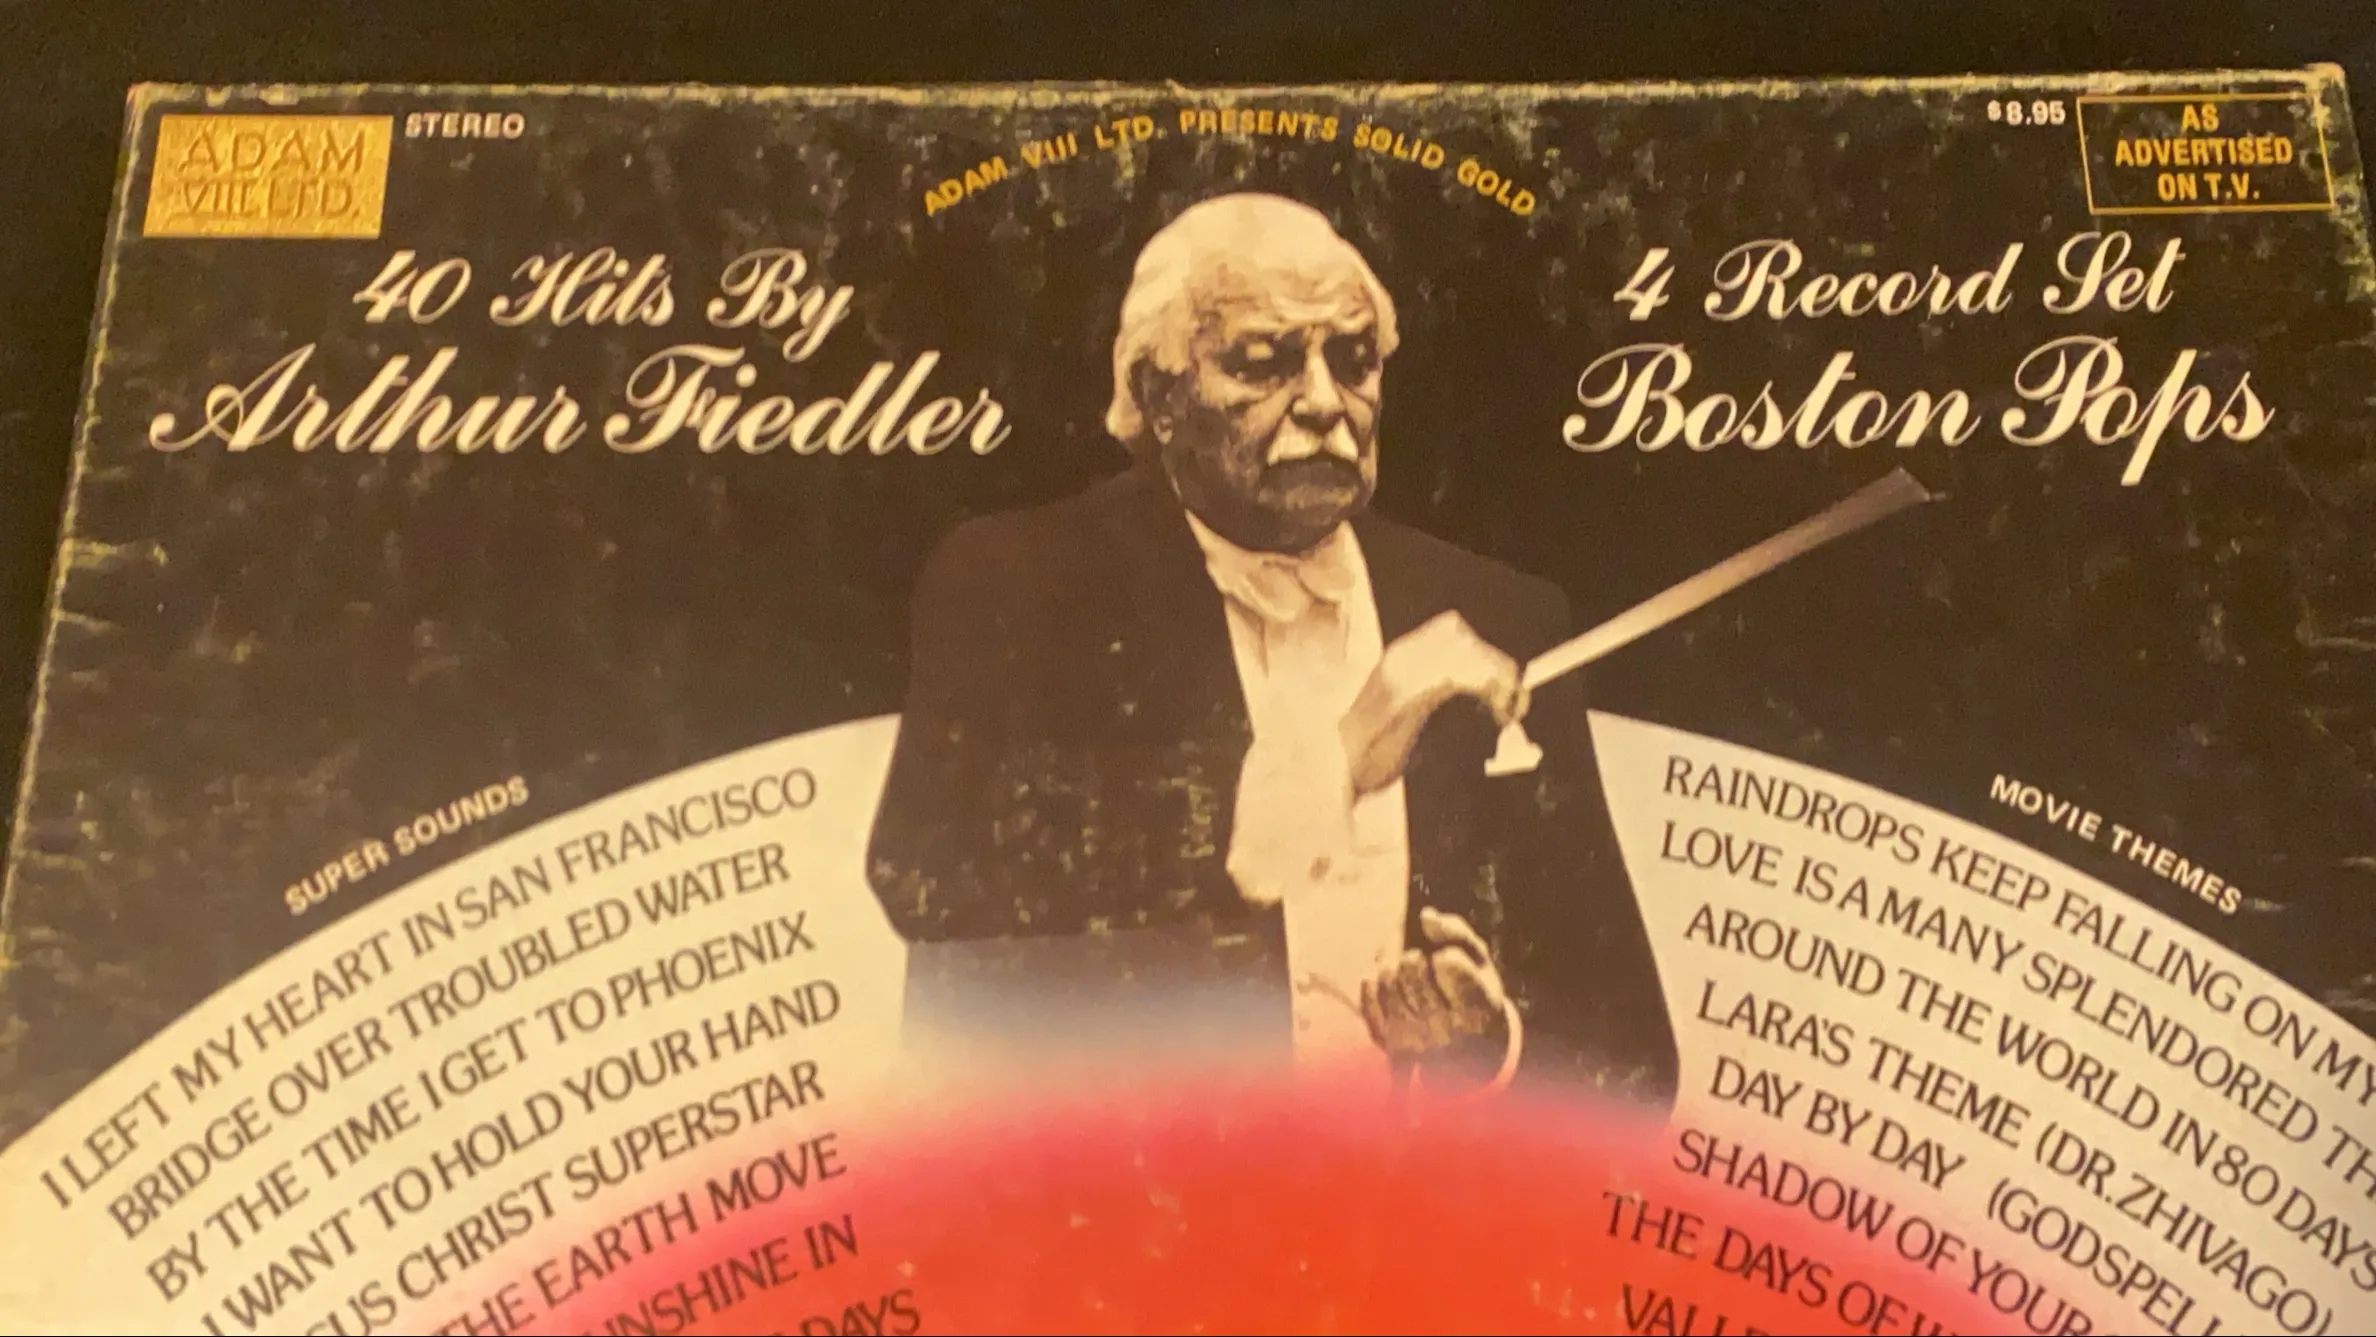 ADAM
VIII LTD.
STEREO
ADAM VIII LTD. PRESENTS SOLID GOLD
$8.95
AS
ADVERTISED
ON T.V.
40 Hits By
Arthur Fiedler
4 Record Set
Boston Pops
SUPER SOUNDS
I LEFT MY HEART IN SAN FRANCISCO
BRIDGE OVER TROUBLED WATER
BY THE TIME I GET TO PHOENIX
I WANT TO HOLD YOUR HAND
CHRIST SUPERSTAR
THE EARTH MOVE
IN
DAYS
MOVIE THEMES
RAINDROPS KEEP FALLING ON MY
LOVE IS A MANY SPLENDORED
AROUND THE WORLD IN 80 DAYS
LARA'S THEME (DR. ZHIVAGO)
DAY BY DAY (GODSPELL
SHADOW OF YOUR
THE DAYS OF